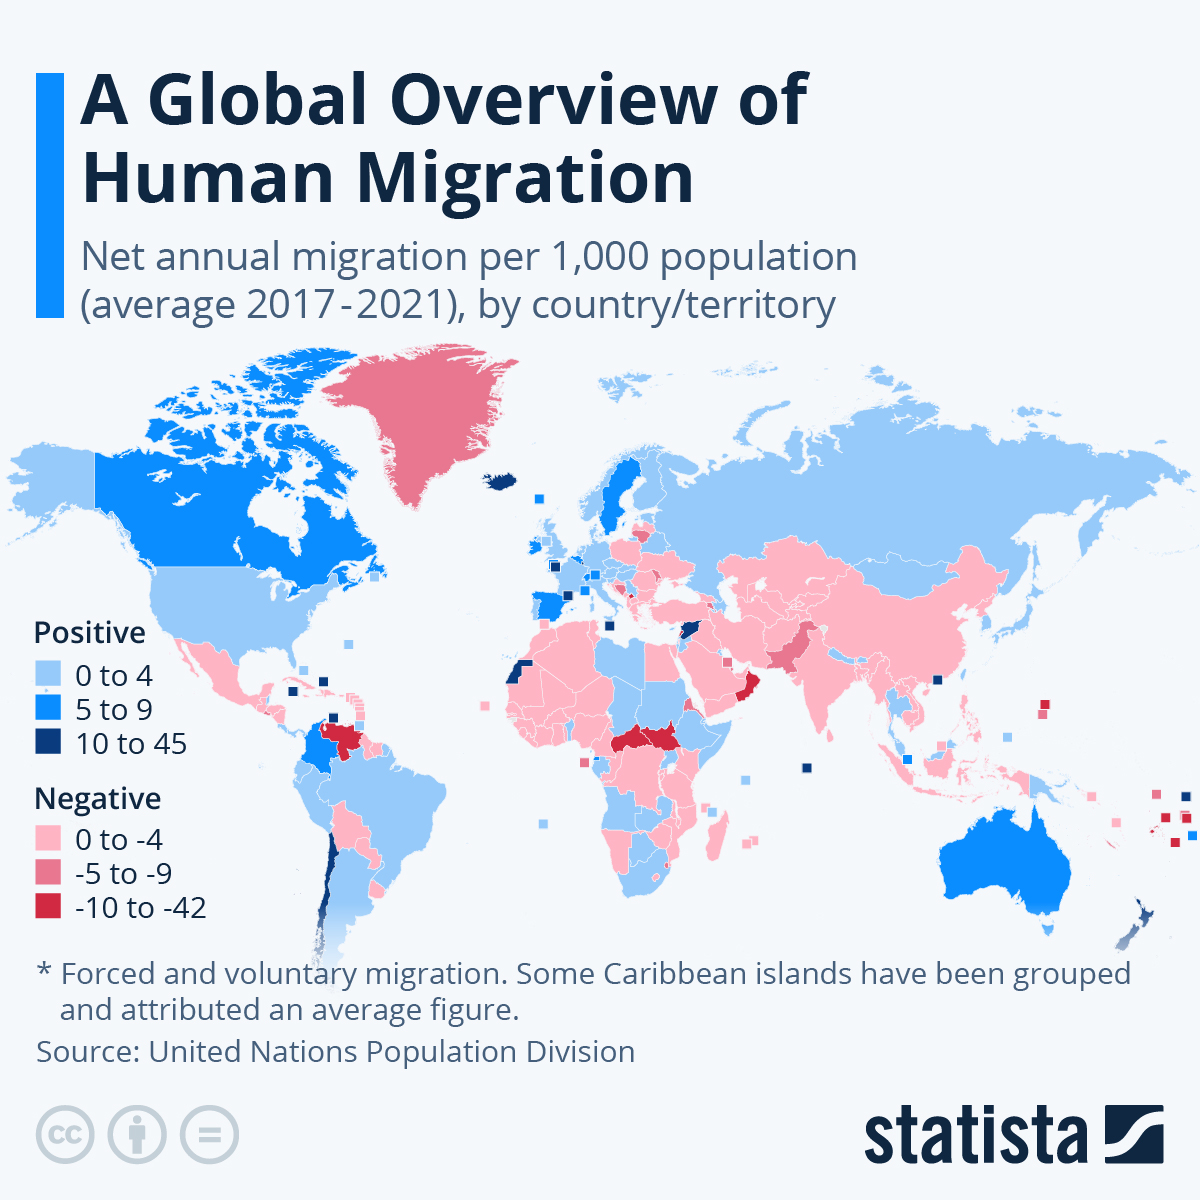 A Global Overview of
Human Migration
Net annual migration per 1,000 population
(average 2017-2021), by country/territory
Positive
0 to 4
5 to 9
10 to 45
Negative
0 to -4
-5 to -9
-10 to -42
* Forced and voluntary migration. Some Caribbean islands have been grouped
and attributed an average figure.
Source: United Nations Population Division
cc
=
statista